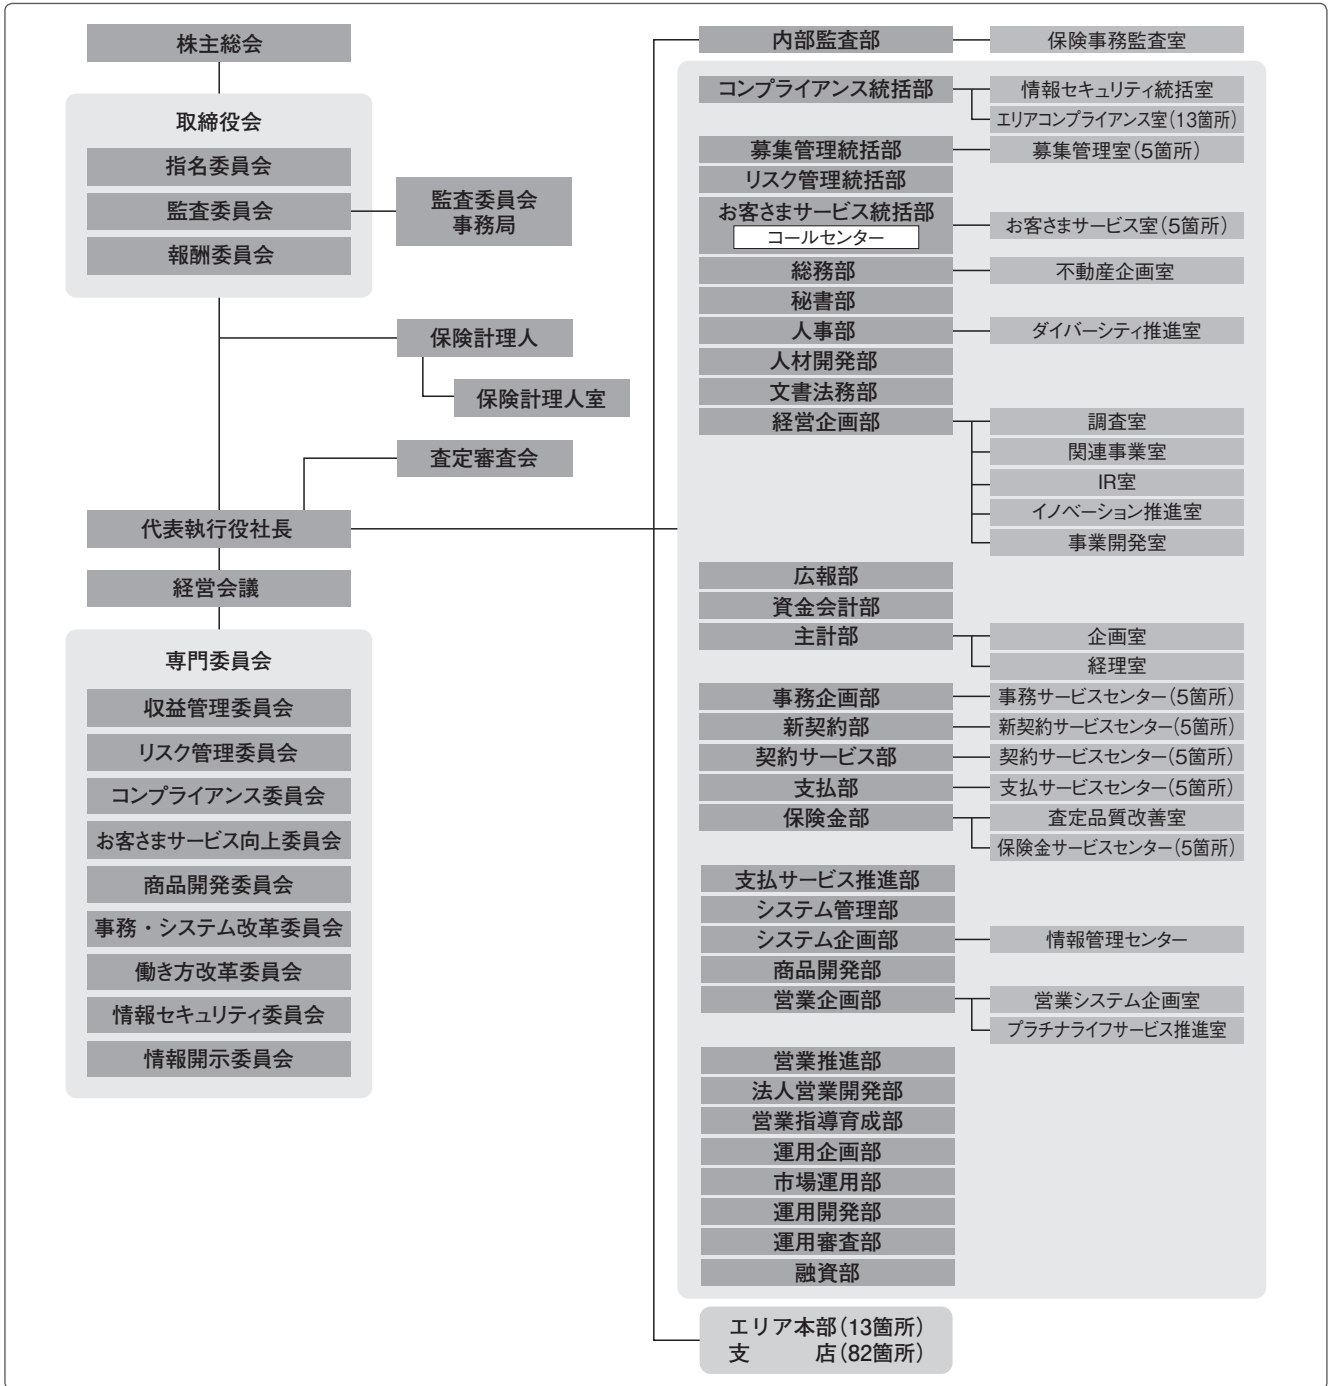 株主総会
取締役会
指名委員会
監査委員会
報酬委員会
監査委員会
事務局
保険計理人
保険計理人室
査定審査会
代表執行役社長
経営会議
専門委員会
収益管理委員会
リスク管理委員会
コンプライアンス委員会
お客さまサービス向上委員会
商品開発委員会
事務・システム改革委員会
働き方改革委員会
情報セキュリティ委員会
情報開示委員会
内部監査部
保険事務監査室
コンプライアンス統括部
情報セキュリティ統括室
エリアコンプライアンス室(13箇所)
募集管理統括部
募集管理室(5箇所)
リスク管理統括部
お客さまサービス統括部
コールセンター
お客さまサービス室(5箇所)
総務部
不動産企画室
秘書部
人事部
ダイバーシティ推進室
人材開発部
文書法務部
経営企画部
調査室
関連事業室
IR室
イノベーション推進室
事業開発室
広報部
資金会計部
主計部
企画室
経理室
事務企画部
事務サービスセンター(5箇所)
新契約部
新契約サービスセンター(5箇所)
契約サービス部
契約サービスセンター(5箇所)
支払部
支払サービスセンター(5箇所)
保険金部
査定品質改善室
保険金サービスセンター(5箇所)
支払サービス推進部
システム管理部
システム企画部
情報管理センター
商品開発部
営業企画部
営業システム企画室
プラチナライフサービス推進室
営業推進部
法人営業開発部
営業指導育成部
運用企画部
市場運用部
運用開発部
運用審査部
融資部
エリア本部(13箇所)
支　　店(82箇所)